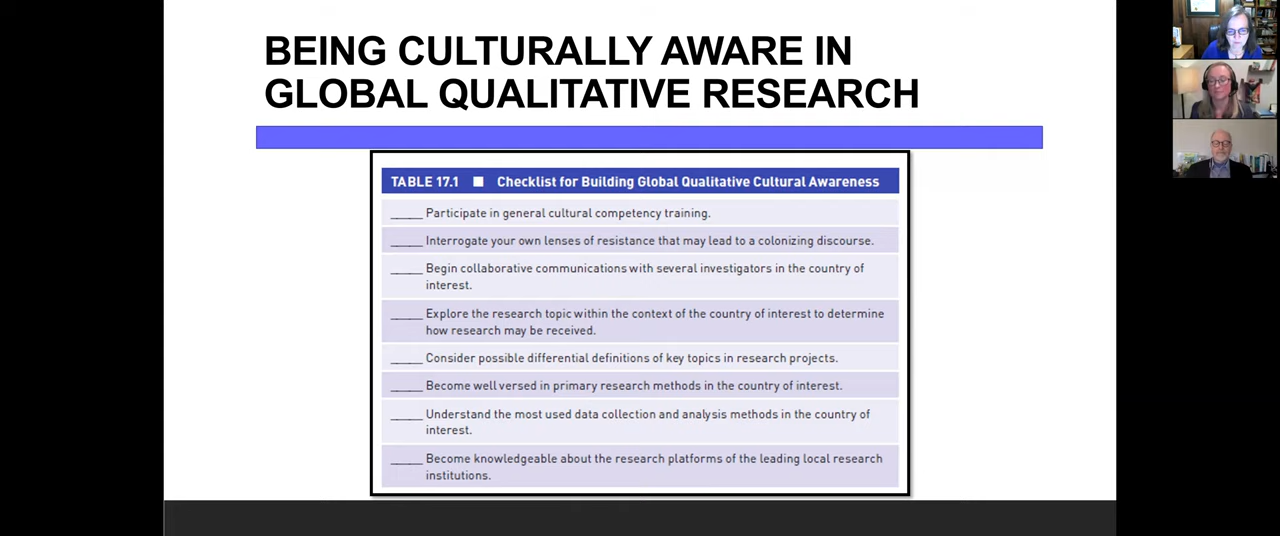 BEING CULTURALLY AWARE IN
GLOBAL QUALITATIVE RESEARCH
TABLE 17.1 ■ Checklist for Building Global Qualitative Cultural Awareness
_____ Participate in general cultural competency training.
_____ Interrogate your own lenses of resistance that may lead to a colonizing discourse.
_____ Begin collaborative communications with several investigators in the country of
interest.
_____ Explore the research topic within the context of the country of interest to determine
how research may be received.
_____ Consider possible differential definitions of key topics in research projects.
_____ Become well versed in primary research methods in the country of interest.
_____ Understand the most used data collection and analysis methods in the country of
interest.
_____ Become knowledgeable about the research platforms of the leading local research
institutions.